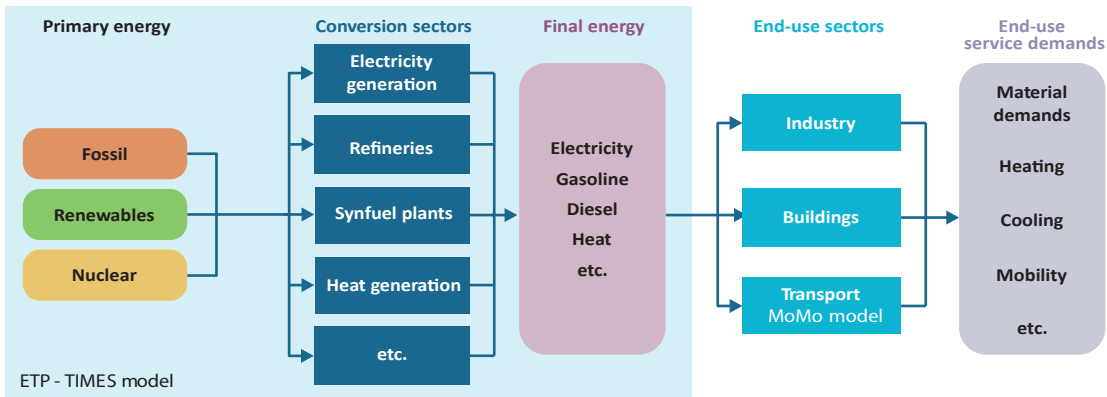 Primary energy
Conversion sectors
Final energy
End-use sectors
End-use
service demands
Fossil
Renewables
Nuclear
Electricity
generation
Refineries
Synfuel plants
Heat generation
etc.
Electricity
Gasoline
Diesel
Heat
etc.
Industry
Buildings
Transport
MoMo model
Material
demands
Heating
Cooling
Mobility
etc.
ETP - TIMES model